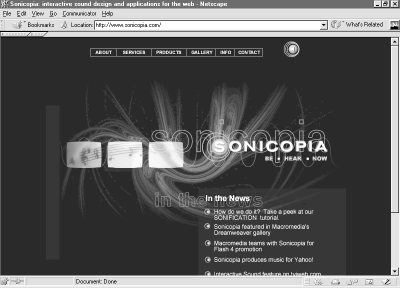 Sonicopia: interactive sound design and applications for the web - Netscape
File Edit View Go Communicator Help
Bookmarks Location: http://www.sonicopia.com/ What's Related
ABOUT SERVICES PRODUCTS GALLERY INFO CONTACT
sonicopia
SONICOPIA
BE • HEAR • NOW
in the news
In the News
How do we do it? Take a peek at our
SONIFICATION tutorial.
Sonicopia featured in Macromedia's
Dreamweaver gallery
Macromedia teams with Sonicopia for
Flash 4 promotion
Sonicopia produces music for Yahoo!
Interactive Sound feature on tvweb.com
Document: Done